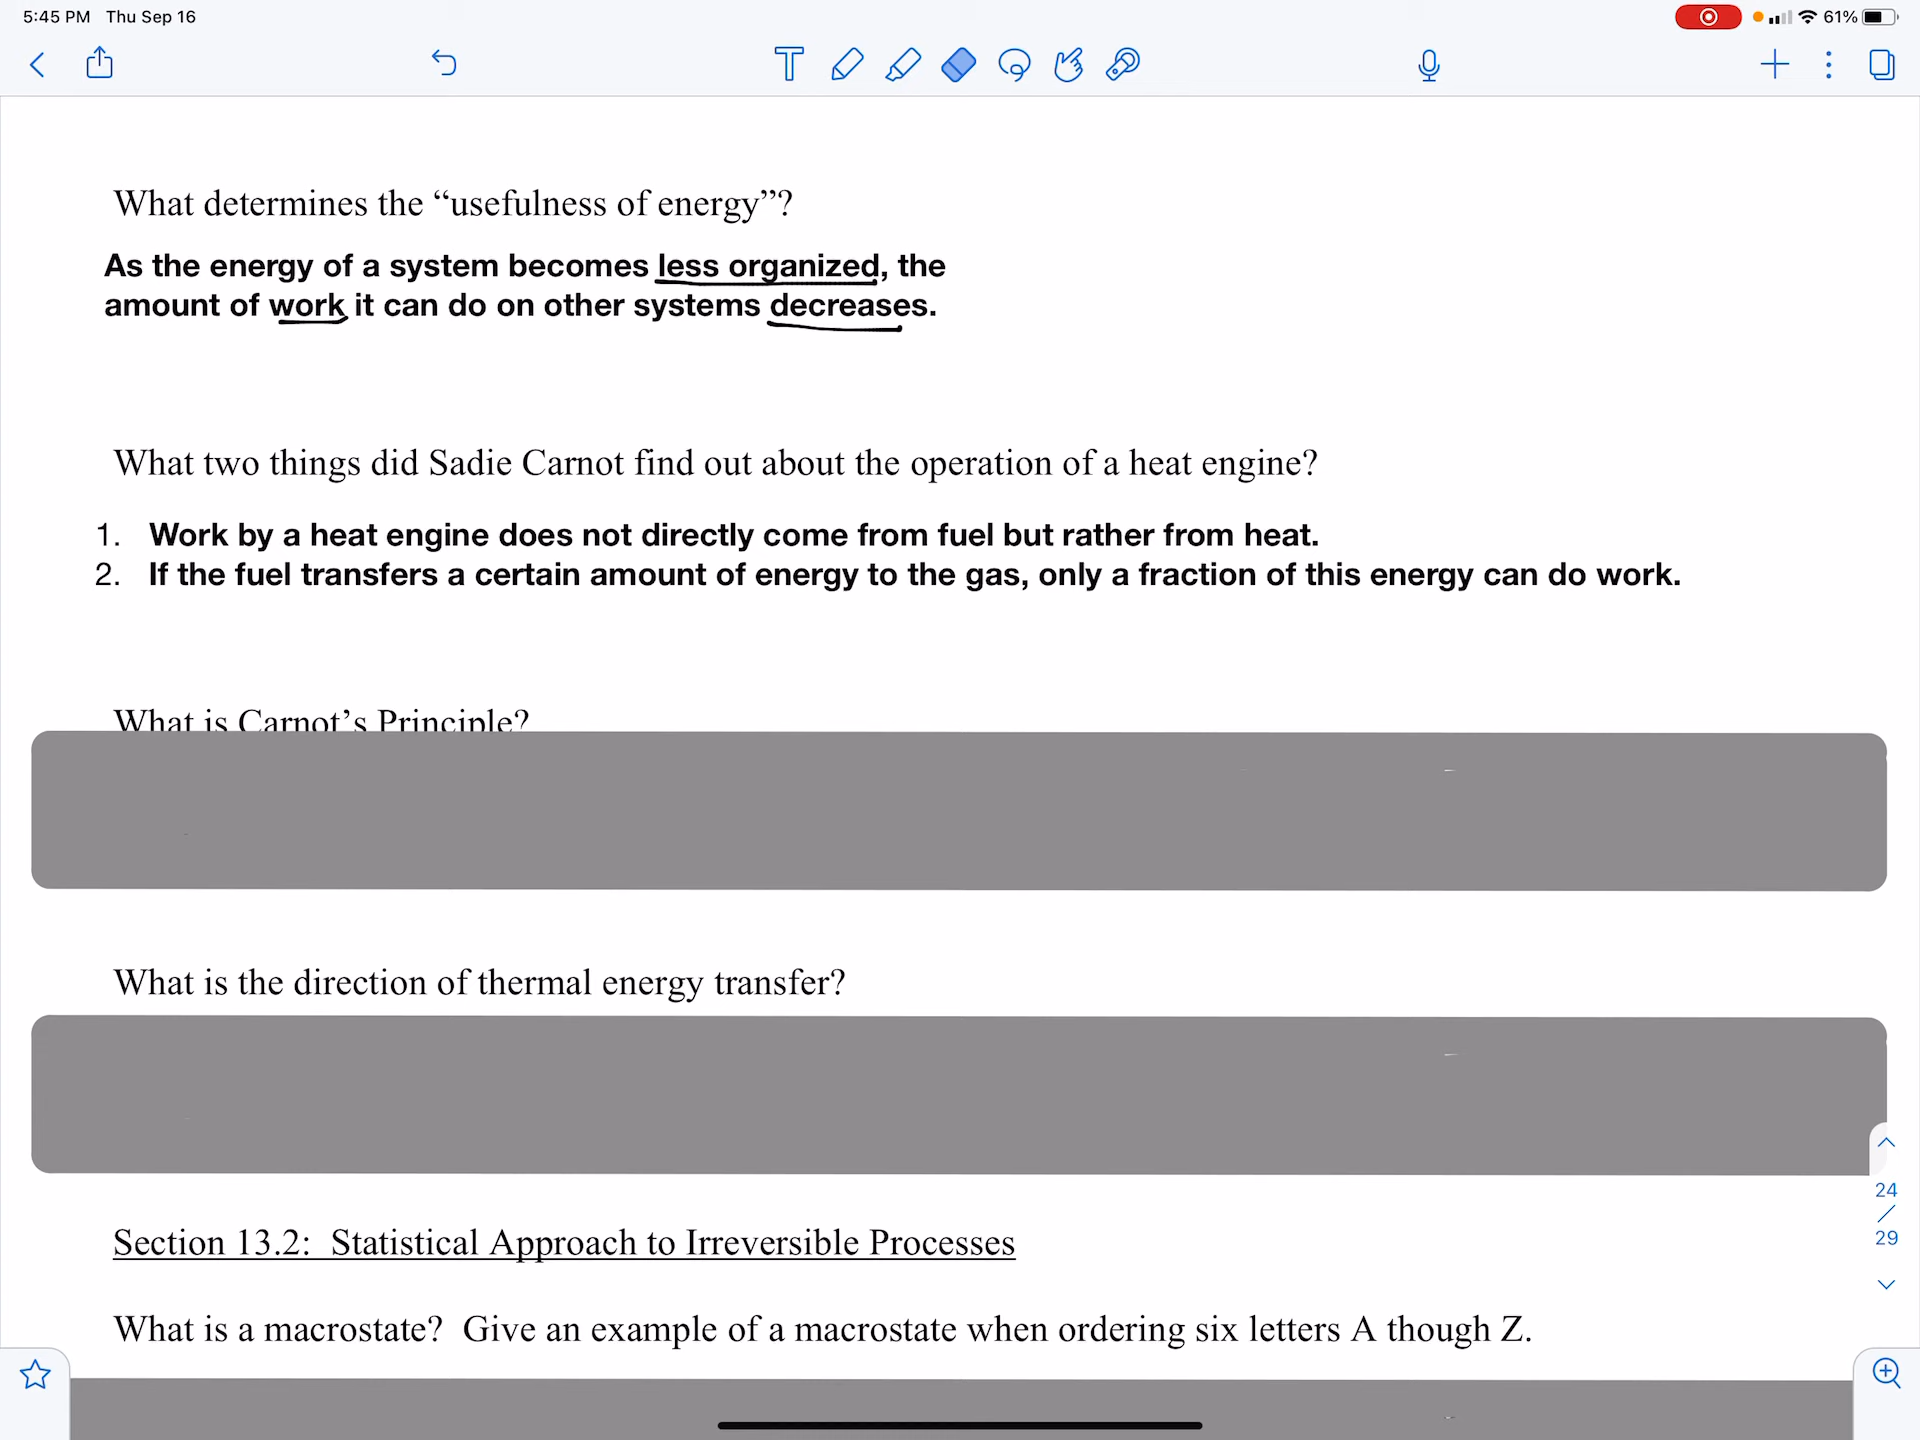 5:45 PM Thu Sep 16
61%
T
What determines the “usefulness of energy”?
As the energy of a system becomes less organized, the
amount of work it can do on other systems decreases.
What two things did Sadie Carnot find out about the operation of a heat engine?
1. Work by a heat engine does not directly come from fuel but rather from heat.
2. If the fuel transfers a certain amount of energy to the gas, only a fraction of this energy can do work.
What is Carnot’s Principle?
What is the direction of thermal energy transfer?
24
/
29
Section 13.2: Statistical Approach to Irreversible Processes
What is a macrostate? Give an example of a macrostate when ordering six letters A though Z.